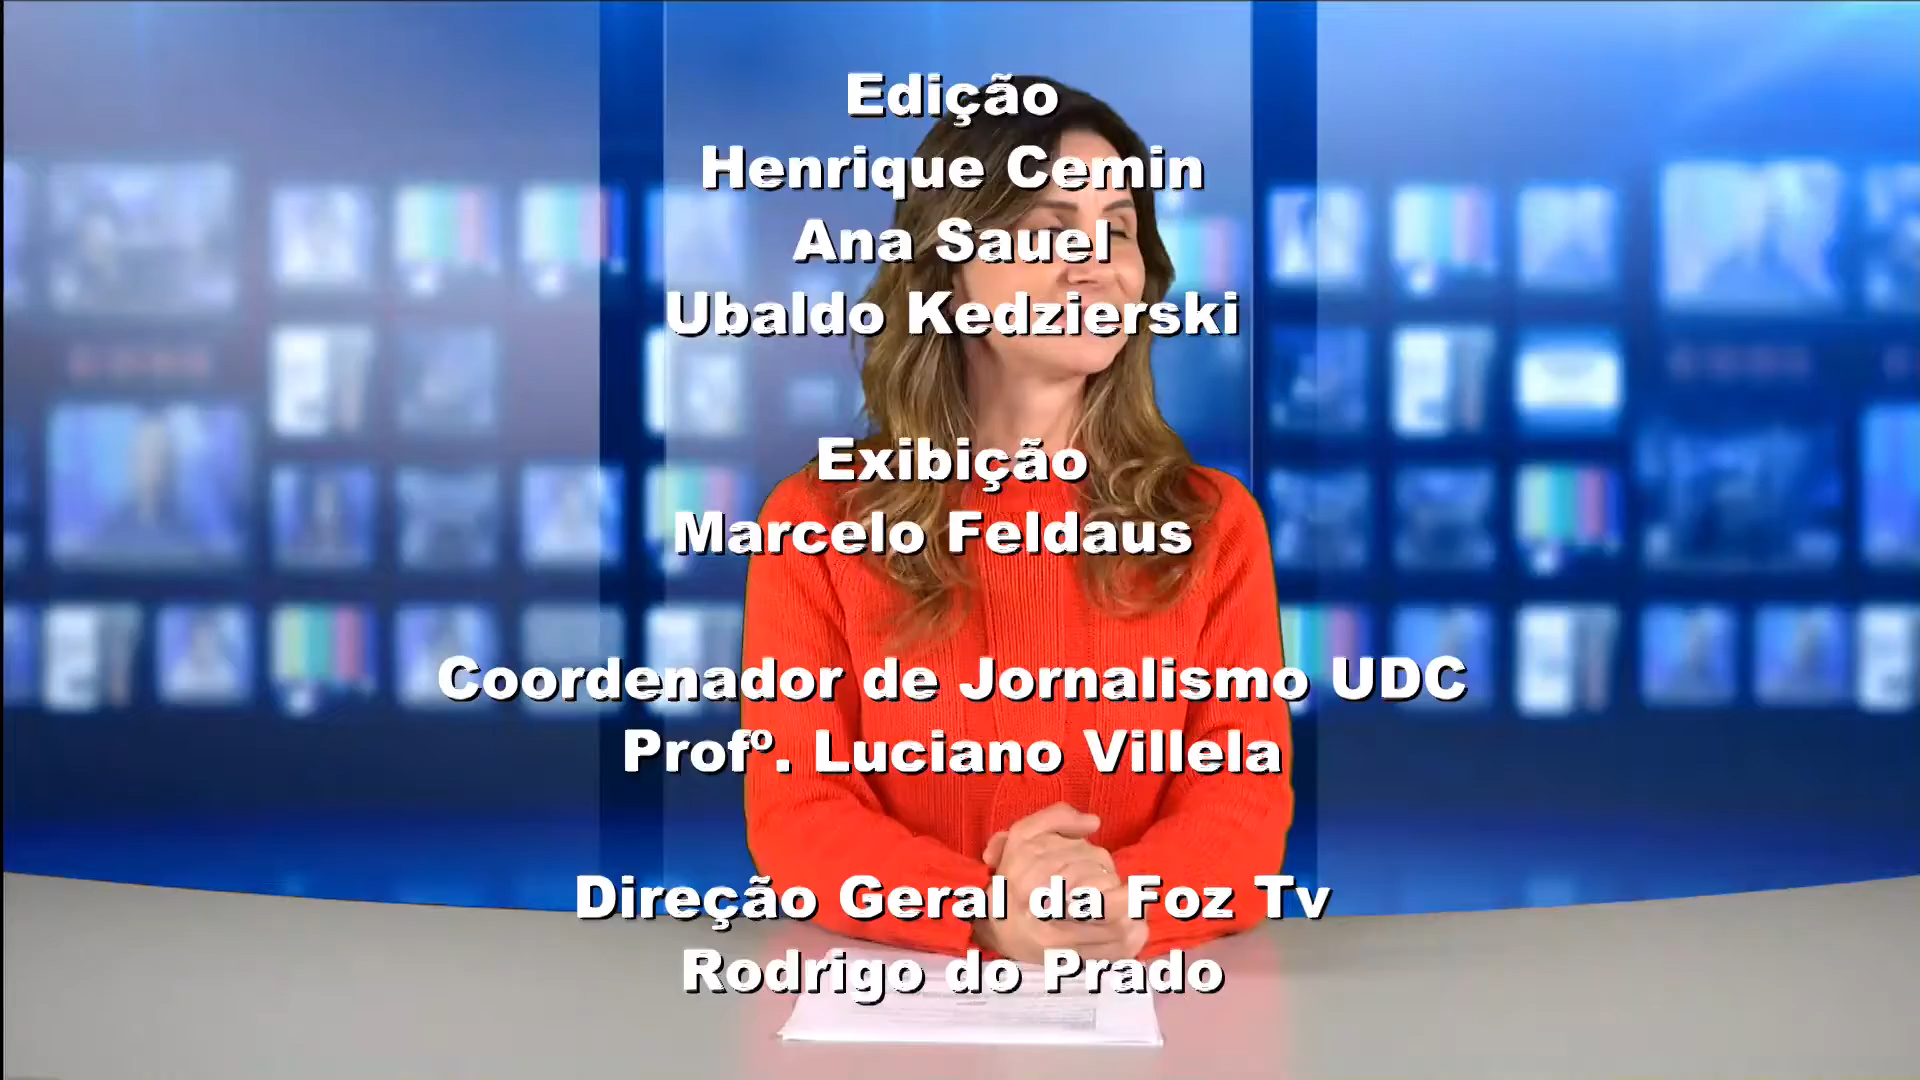 Edição
Henrique Cemin
Ana Sauel
Ubaldo Kedzierski
Exibição
Marcelo Feldaus
Coordenador de Jornalismo UDC
Profº. Luciano Villela
Direção Geral da Foz Tv
Rodrigo do Prado